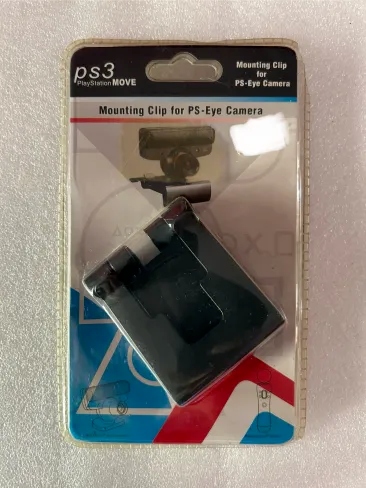 ps3
PlayStation MOVE
Mounting Clip
for
PS-Eye Camera
Mounting Clip for PS-Eye Camera